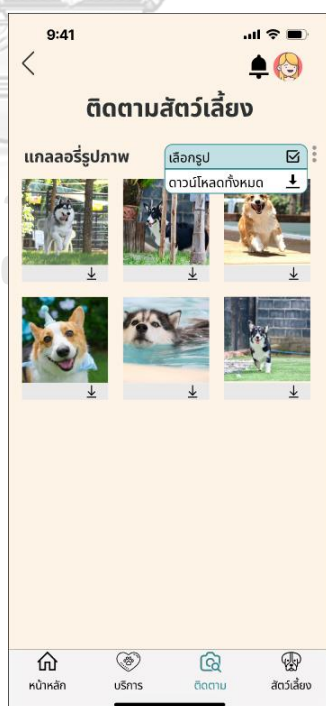 9:41
ติดตามสัตว์เลี้ยง
แกลลอรี่รูปภาพ
เลือกรูป
ดาวน์โหลดทั้งหมด
หน้าหลัก
บริการ
ติดตาม
สัตว์เลี้ยง